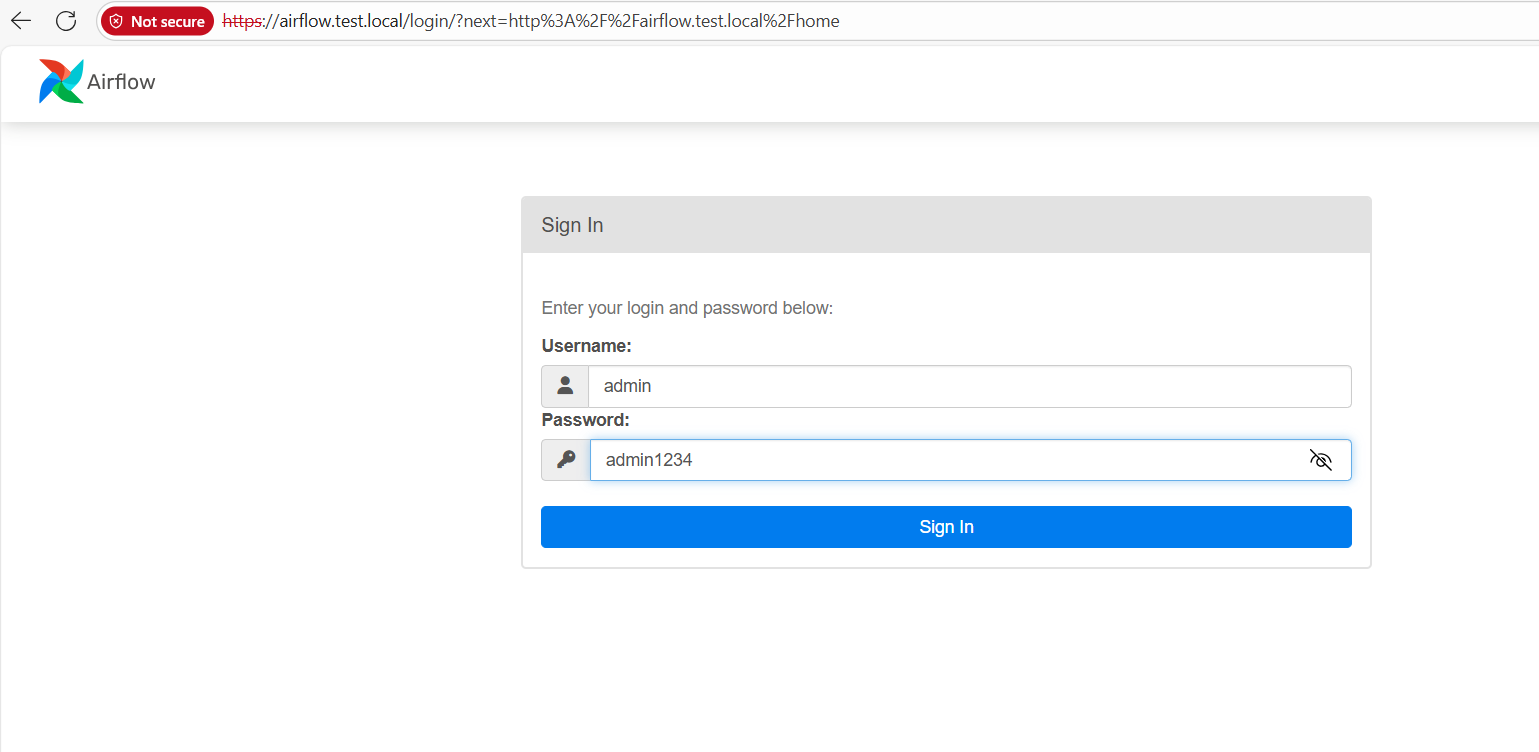 Not secure https://airflow.test.local/login/?next=http%3A%2F%2Fairflow.test.local%2Fhome
Airflow
Sign In
Enter your login and password below:
Username:
admin
Password:
admin1234
Sign In